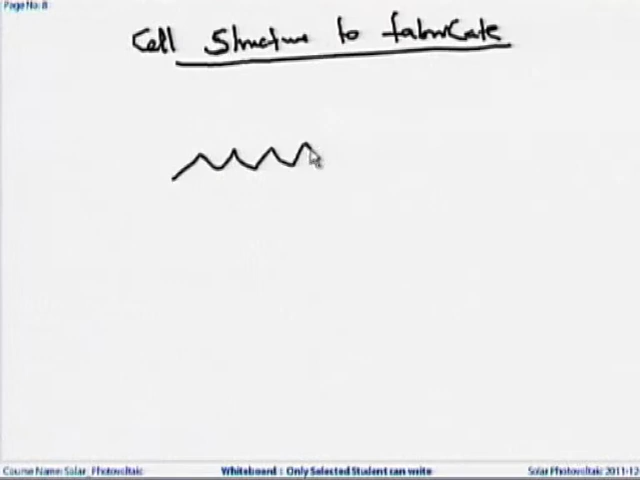 Page No: 8
Cell Structure to fabricate
Course Name: Solar_Photovoltaic
Whiteboard : Only Selected Student can write
Solar Photovoltaic 2011-12